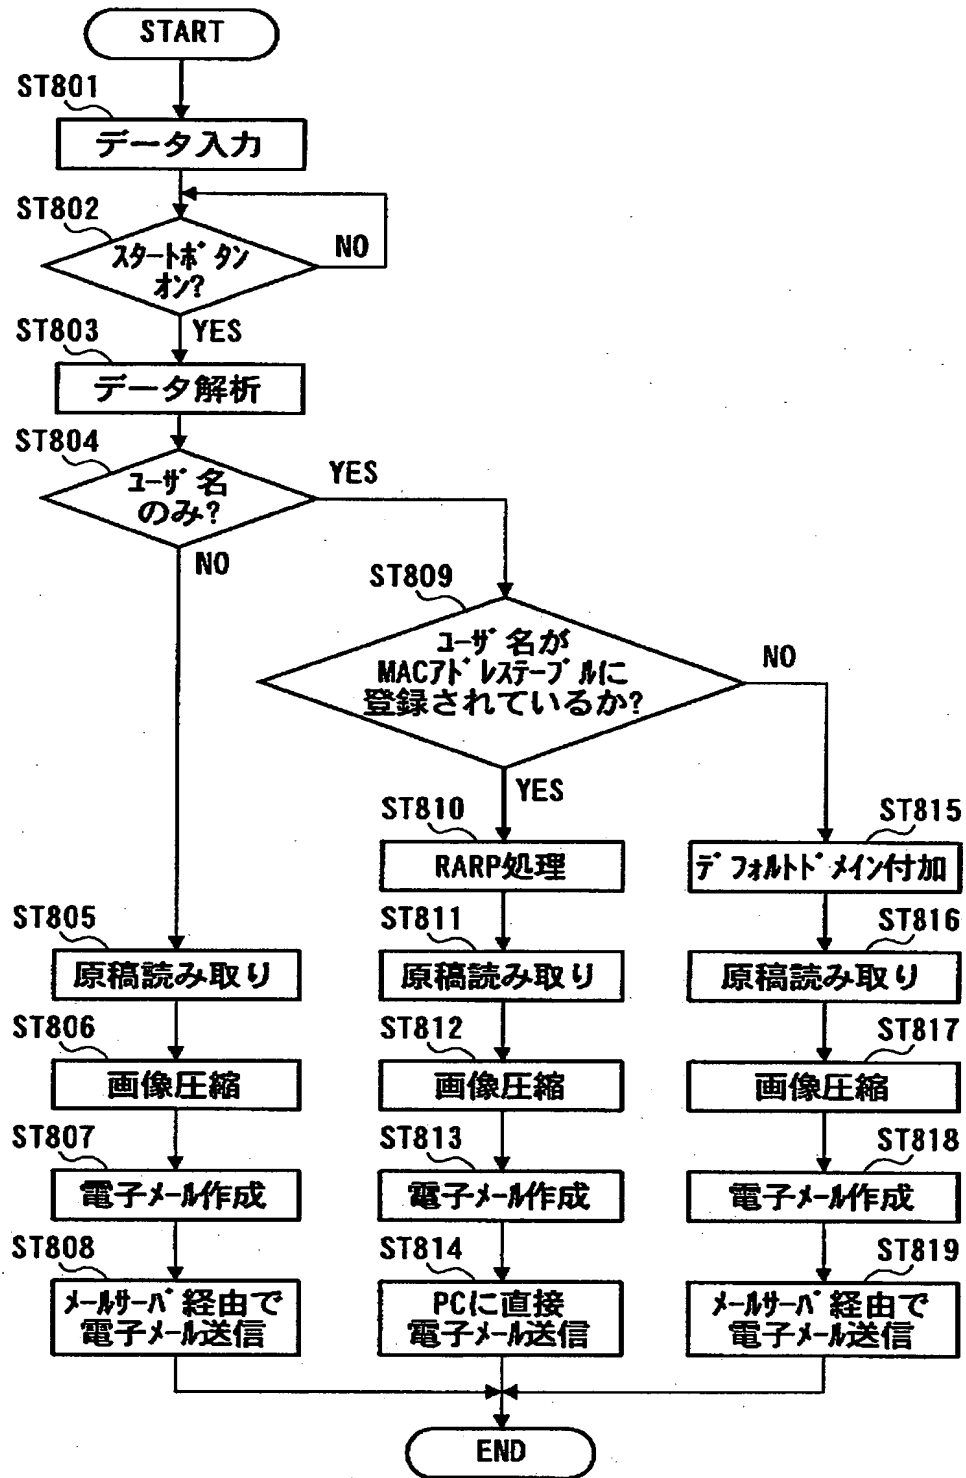 START
ST801
データ入力
ST802
スタートボタン
オン?
NO
YES
ST803
データ解析
ST804
ユーザ名
のみ?
YES
NO
ST809
ユーザ名が
MACアドレステーブルに
登録されているか?
NO
YES
ST810
RARP処理
ST815
デフォルトドメイン付加
ST805
原稿読み取り
ST811
原稿読み取り
ST816
原稿読み取り
ST806
画像圧縮
ST812
画像圧縮
ST817
画像圧縮
ST807
電子メール作成
ST813
電子メール作成
ST818
電子メール作成
ST808
メールサーバ経由で
電子メール送信
ST814
PCに直接
電子メール送信
ST819
メールサーバ経由で
電子メール送信
END